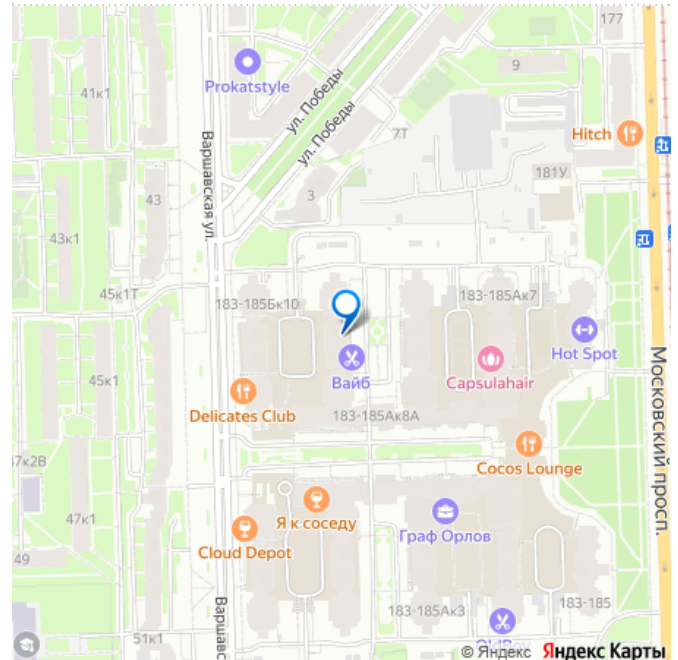 177
9
41к1
Prokatstyle
ул. Победы
ул. Победы
7Т
Hitch
181У
Варшавская ул.
43
3
43к1
45к1Т
183-185Бк10
183-185Ак7
Вайб
Capsulahair
Hot Spot
45к1
Delicates Club
183-185Ак8А
Московский просп.
47к2В
Cocos Lounge
Я к соседу
Граф Орлов
47к1
Cloud Depot
49
183-185Ак3
183-185
51к1
© Яндекс Яндекс Карты